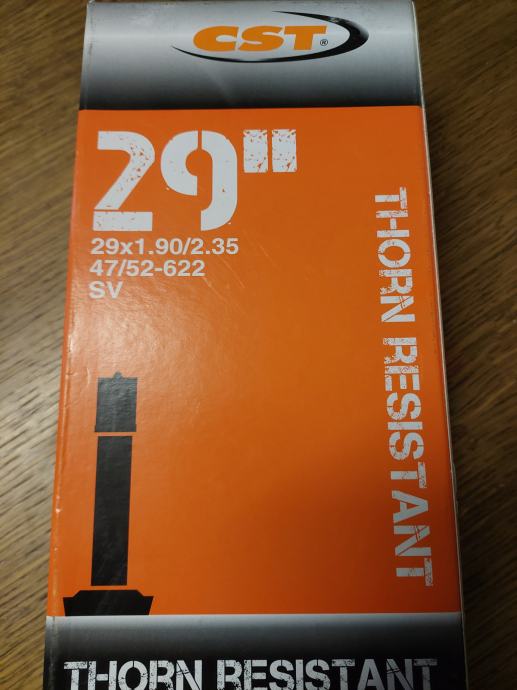 CST®
29"
29x1.90/2.35
47/52-622
SV
THORN RESISTANT
THORN RESISTANT